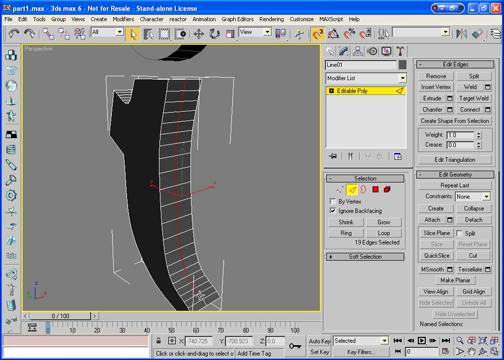 part1.max - 3ds max 6 - Not for Resale - Stand-alone License
File Edit Tools Group Views Create Modifiers Character reactor Animation Graph Editors Rendering Customize MAXScript Help
All
View
Perspective
Line01
Modifier List
Editable Poly
Selection
By Vertex
Ignore Backfacing
Shrink Grow
Ring Loop
19 Edges Selected
Soft Selection
Edit Edges
Remove Split
Insert Vertex Weld
Extrude Target Weld
Chamfer Connect
Create Shape From Selection
Weight: 1.0
Crease: 0.0
Edit Triangulation
Edit Geometry
Repeat Last
Constraints: None
Create Collapse
Attach Detach
Slice Plane Split
Slice Reset Plane
QuickSlice Cut
MSmooth Tessellate
Make Planar
View Align Grid Align
Hide Selected Unhide All
Hide Unselected
Named Selections:
0 / 100
0 10 20 30 40 50 60 70 80 90 100
X: -740.725 Y: -700.923 Z: 0.0
Auto Key Selected
Click or click-and-drag to select o Add Time Tag
Set Key Key Filters... 0